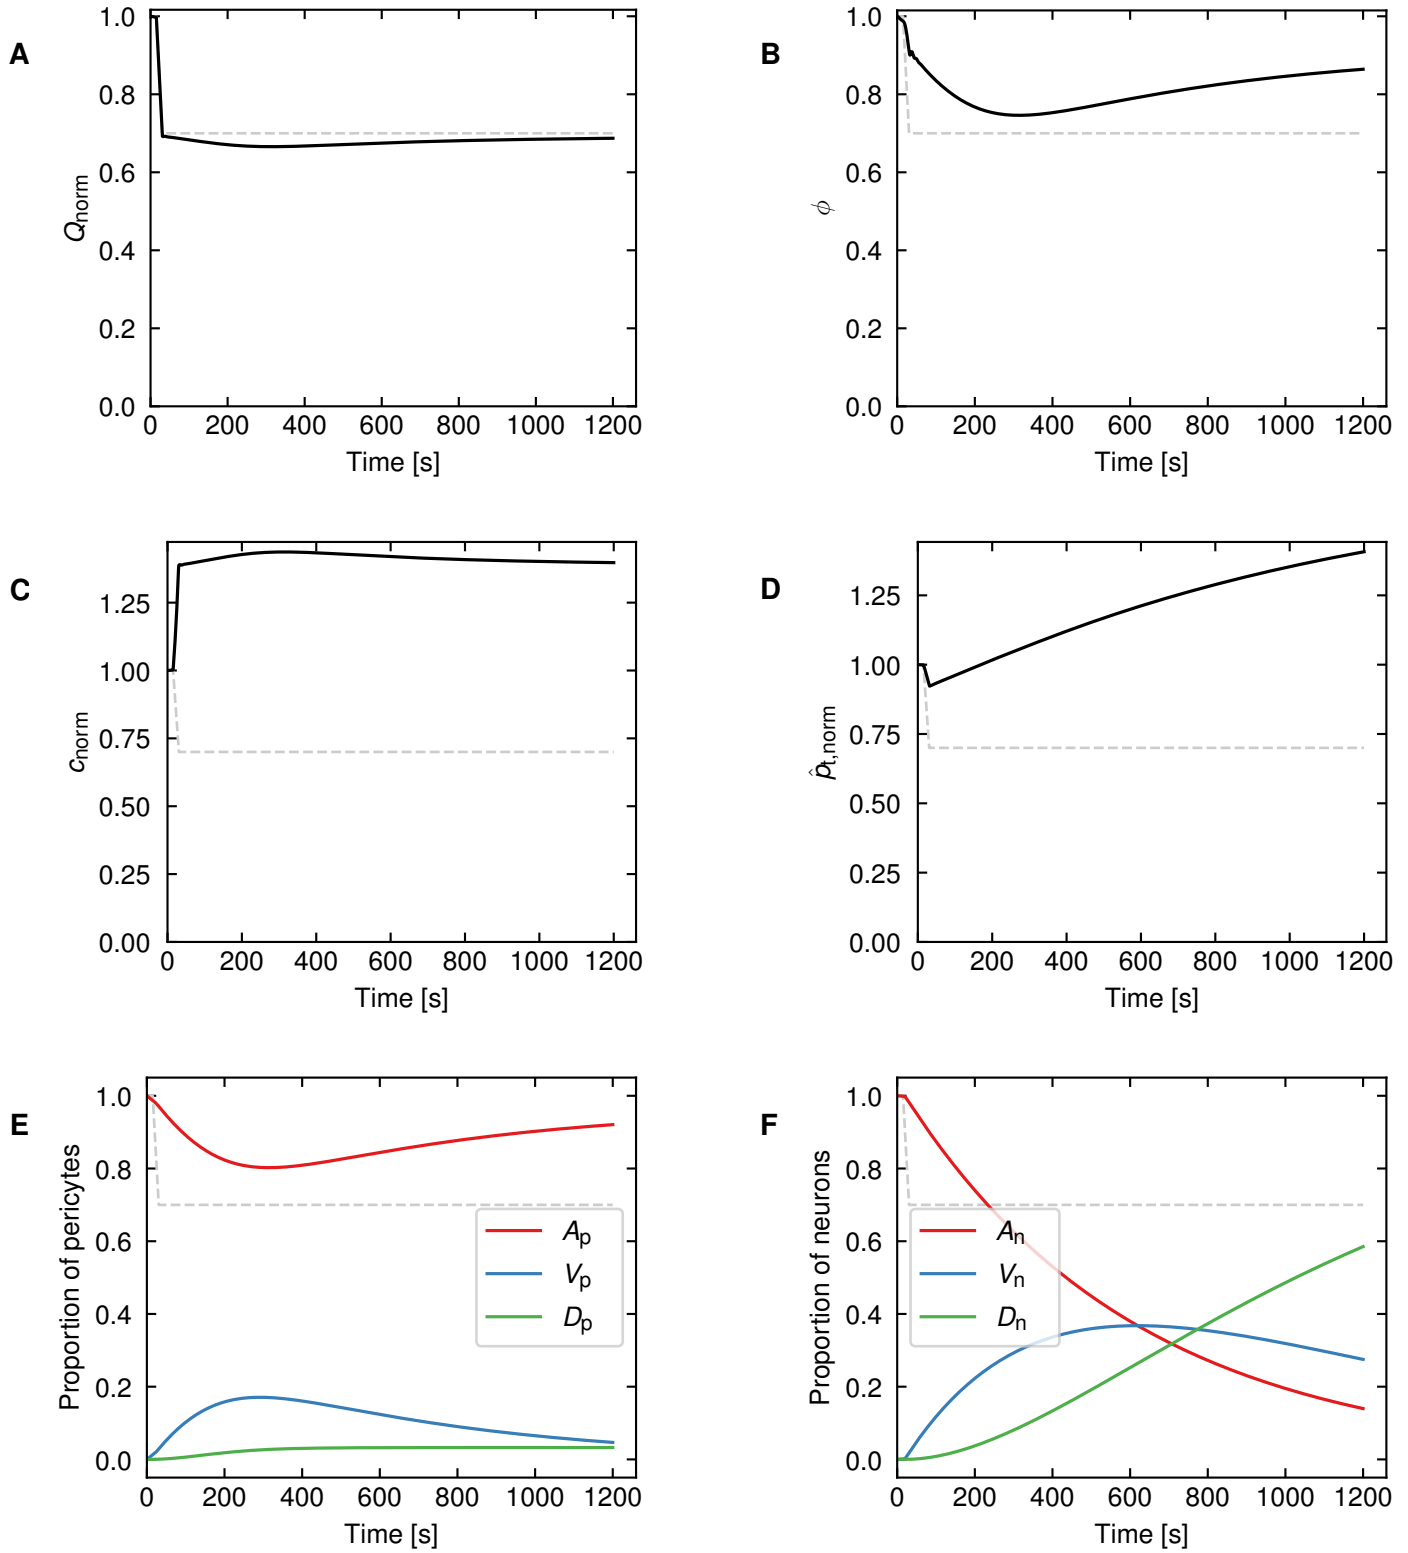 A
1.0
0.8
0.6
0.4
0.2
0.0
Qnorm
0 200 400 600 800 1000 1200
Time [s]
B
1.0
0.8
0.6
0.4
0.2
0.0
ϕ
0 200 400 600 800 1000 1200
Time [s]
C
1.25
1.00
0.75
0.50
0.25
0.00
cnorm
0 200 400 600 800 1000 1200
Time [s]
D
1.25
1.00
0.75
0.50
0.25
0.00
p̂t,norm
0 200 400 600 800 1000 1200
Time [s]
E
1.0
0.8
0.6
0.4
0.2
0.0
Proportion of pericytes
Ap
Vp
Dp
0 200 400 600 800 1000 1200
Time [s]
F
1.0
0.8
0.6
0.4
0.2
0.0
Proportion of neurons
An
Vn
Dn
0 200 400 600 800 1000 1200
Time [s]